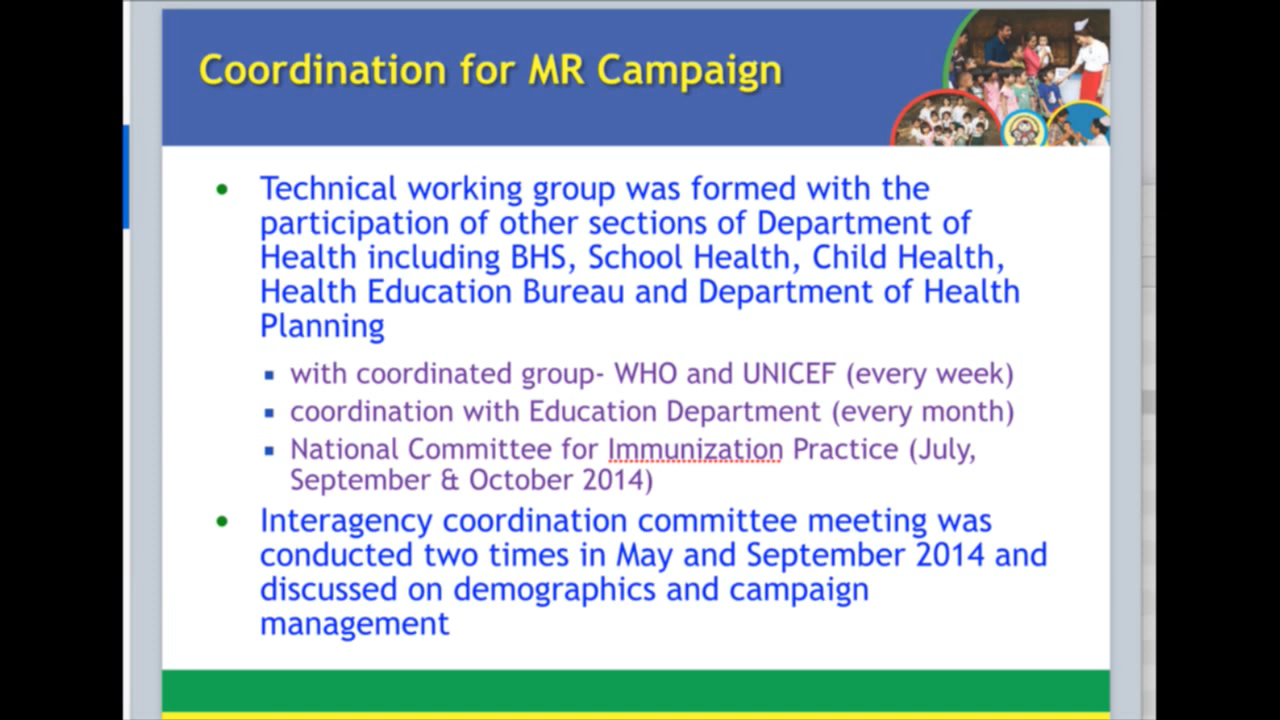 Coordination for MR Campaign
Technical working group was formed with the
participation of other sections of Department of
Health including BHS, School Health, Child Health,
Health Education Bureau and Department of Health
Planning
with coordinated group- WHO and UNICEF (every week)
coordination with Education Department (every month)
National Committee for Immunization Practice (July,
September & October 2014)
Interagency coordination committee meeting was
conducted two times in May and September 2014 and
discussed on demographics and campaign
management